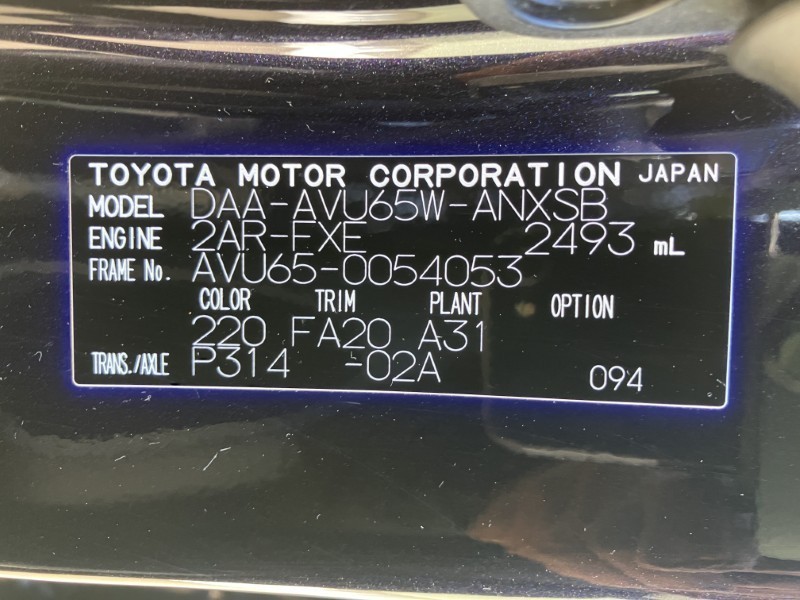 TOYOTA MOTOR CORPORATION JAPAN
MODEL DAA-AVU65W-ANXSB
ENGINE 2AR-FXE 2493 mL
FRAME No. AVU65-0054053
COLOR TRIM PLANT OPTION
220 FA20 A31
TRANS./AXLE P314 -02A 094